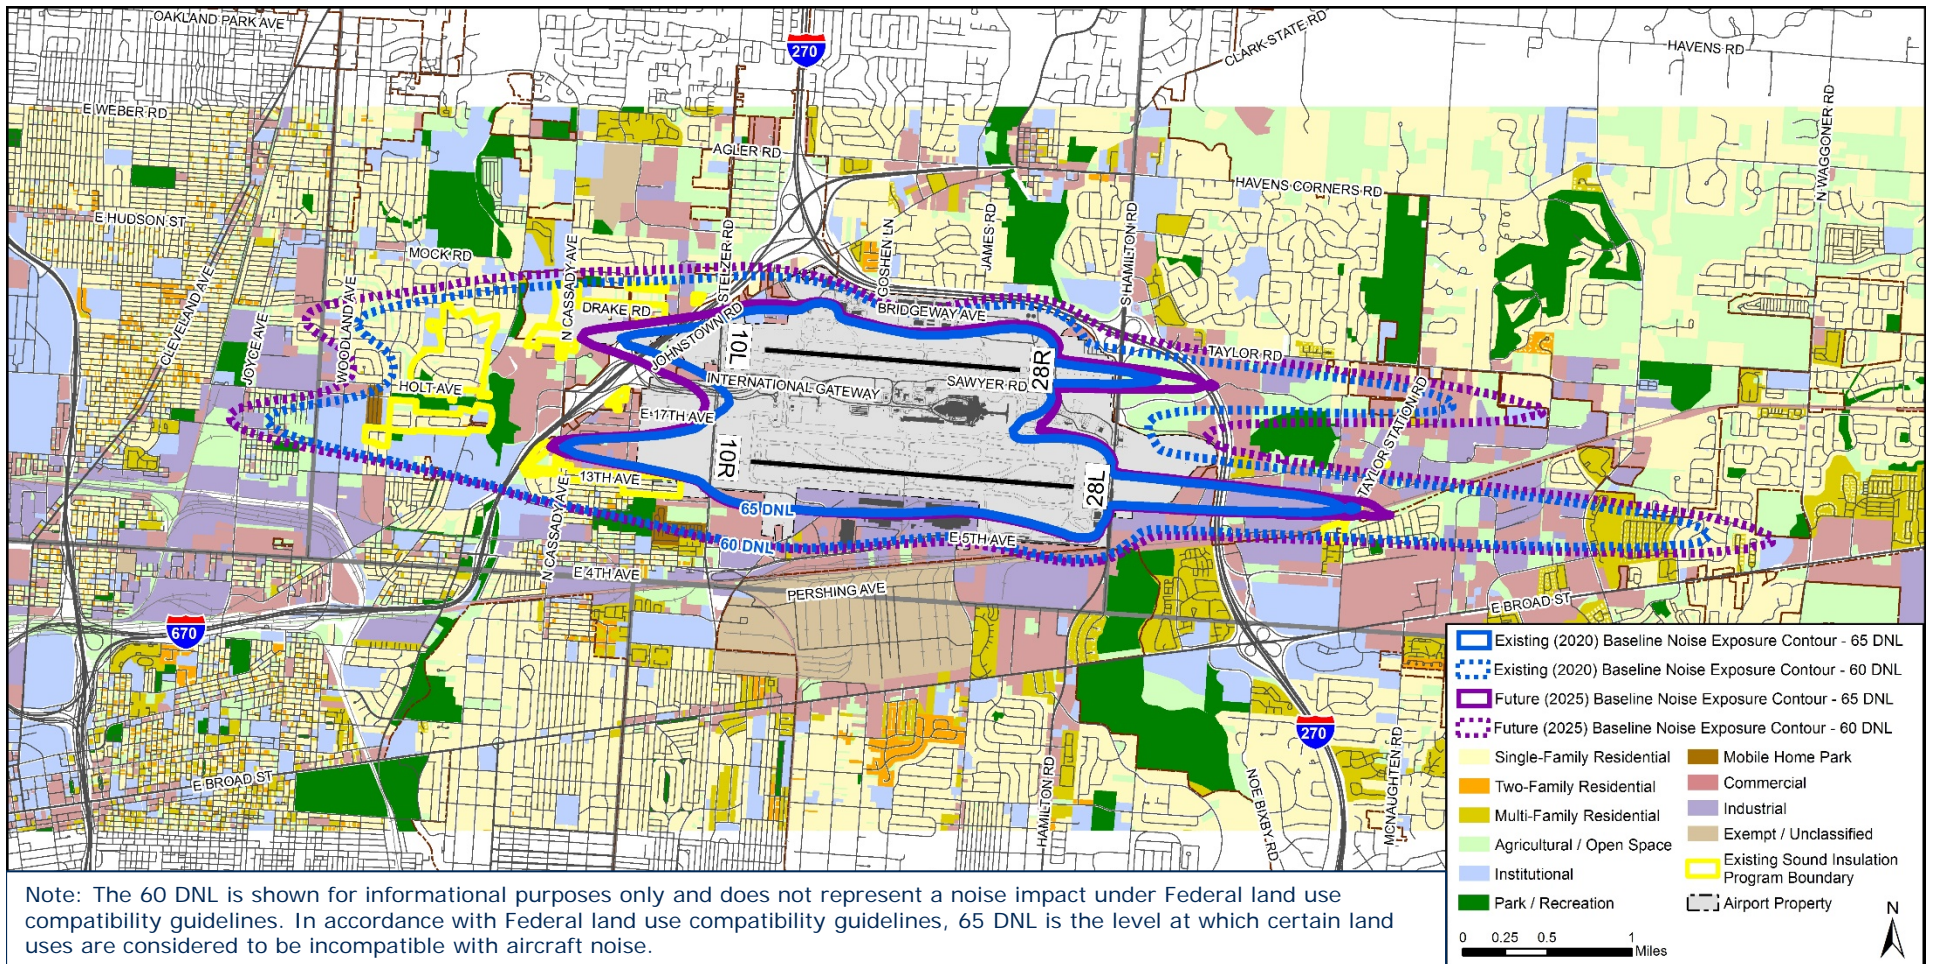 OAKLAND PARK AVE
270
CLARK STATE RD
HAVENS RD
E WEBER RD
AGLER RD
N WAGGONER RD
HAVENS CORNERS RD
E HUDSON ST
MOCK RD
N CASSADY AVE
STELZER RD
GOSHEN LN
JAMES RD
S HAMILTON RD
CLEVELAND AVE
JOYCE AVE
WOODLAND AVE
DRAKE RD
JOHNSTOWN RD
BRIDGEWAY AVE
TAYLOR RD
10L
28R
HOLT AVE
INTERNATIONAL GATEWAY
SAWYER RD
E 17TH AVE
TAYLOR STATION RD
10R
28L
13TH AVE
65 DNL
N CASSADY AVE
60 DNL
E 5TH AVE
E 4TH AVE
PERSHING AVE
E BROAD ST
670
270
E BROAD ST
HAMILTON RD
NOE BIXBY RD
MCNAUGHTEN RD
Existing (2020) Baseline Noise Exposure Contour - 65 DNL
Existing (2020) Baseline Noise Exposure Contour - 60 DNL
Future (2025) Baseline Noise Exposure Contour - 65 DNL
Future (2025) Baseline Noise Exposure Contour - 60 DNL
Single-Family Residential
Two-Family Residential
Multi-Family Residential
Agricultural / Open Space
Institutional
Park / Recreation
Mobile Home Park
Commercial
Industrial
Exempt / Unclassified
Existing Sound Insulation
Program Boundary
Airport Property
N
0 0.25 0.5 1
Miles
Note: The 60 DNL is shown for informational purposes only and does not represent a noise impact under Federal land use
compatibility guidelines. In accordance with Federal land use compatibility guidelines, 65 DNL is the level at which certain land
uses are considered to be incompatible with aircraft noise.